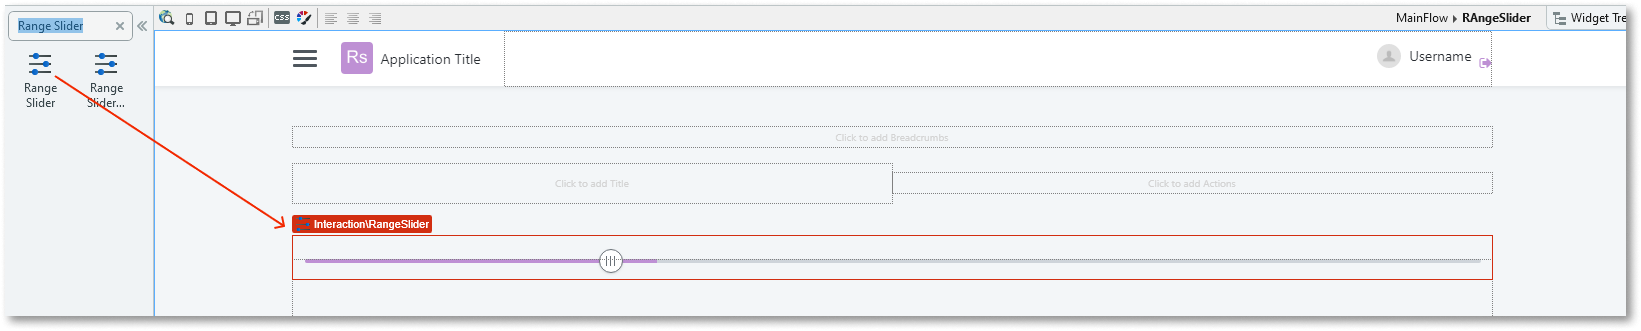 Range Slider
CSS
MainFlow ▸ RAngeSlider
Widget Tre
Range
Slider
Range
Slider...
Rs
Application Title
Username
Click to add Breadcrumbs
Click to add Title
Click to add Actions
Interaction\RangeSlider